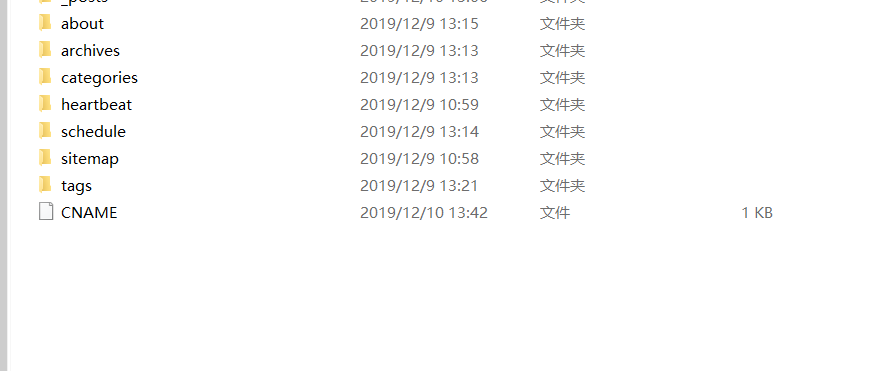 _posts 2019/12/10 13:06 文件夹
about 2019/12/9 13:15 文件夹
archives 2019/12/9 13:13 文件夹
categories 2019/12/9 13:13 文件夹
heartbeat 2019/12/9 10:59 文件夹
schedule 2019/12/9 13:14 文件夹
sitemap 2019/12/9 10:58 文件夹
tags 2019/12/9 13:21 文件夹
CNAME 2019/12/10 13:42 文件 1 KB